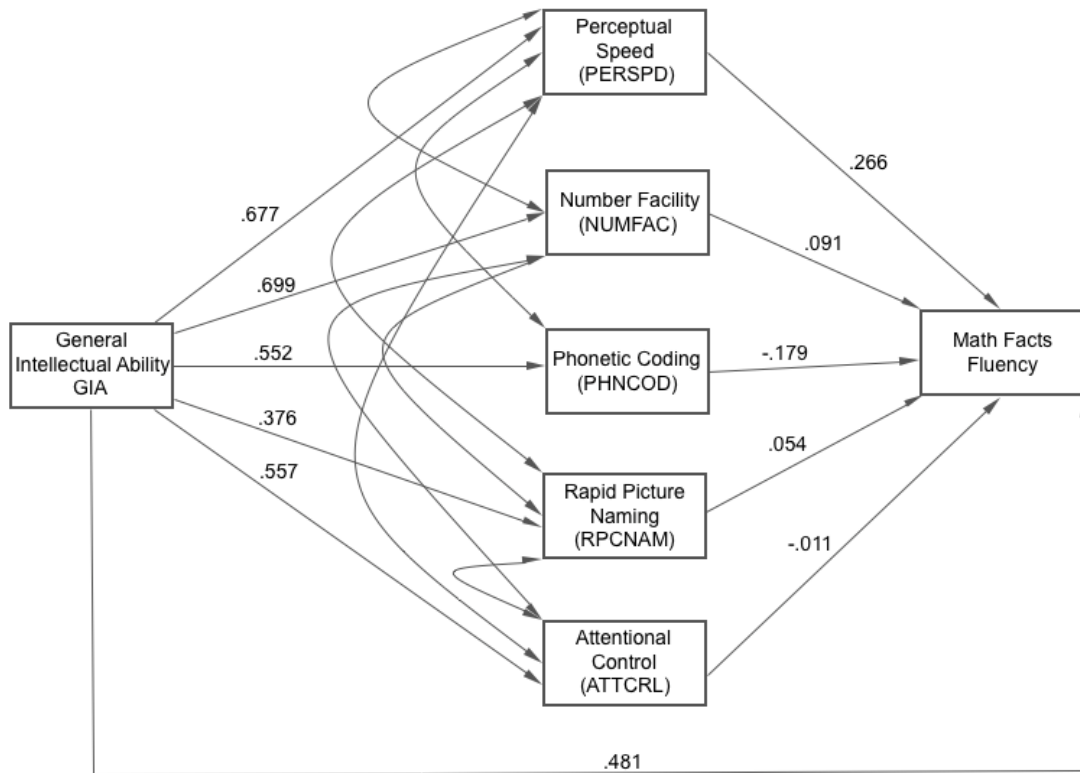 Perceptual
Speed
(PERSPD)
.266
Number Facility
(NUMFAC)
.677
.091
.699
General
Intellectual Ability
GIA
.552
Phonetic Coding
(PHNCOD)
-.179
Math Facts
Fluency
.376
.054
.557
Rapid Picture
Naming
(RPCNAM)
-.011
Attentional
Control
(ATTCRL)
.481